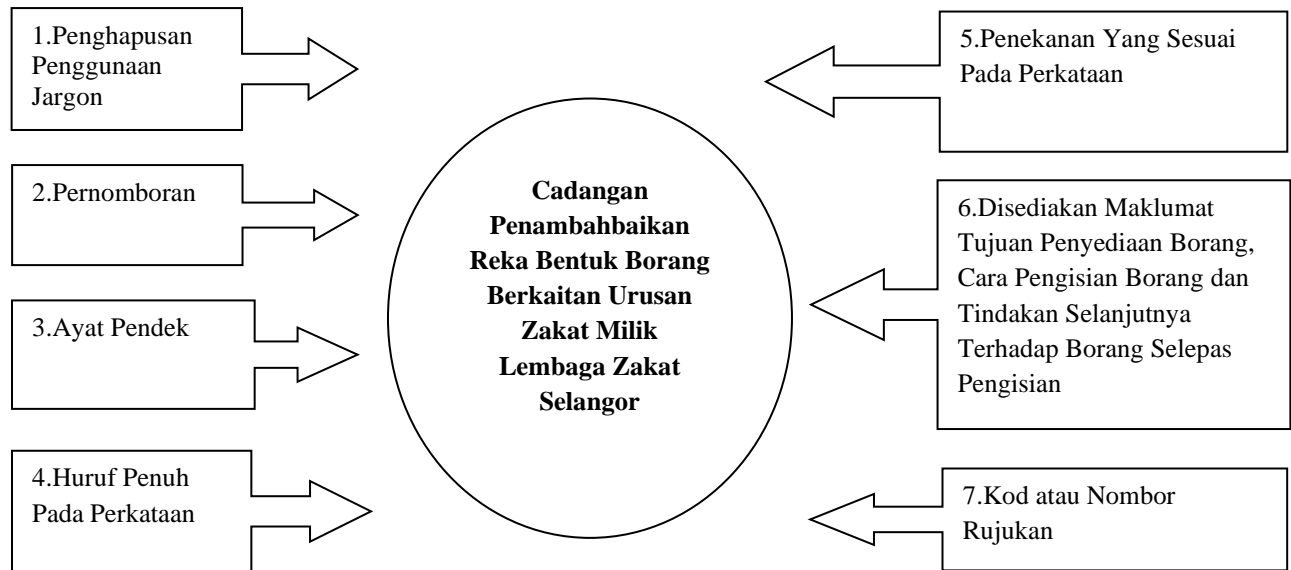 1.Penghapusan
Penggunaan
Jargon
2.Pernomboran
3.Ayat Pendek
4.Huruf Penuh
Pada Perkataan
Cadangan
Penambahbaikan
Reka Bentuk Borang
Berkaitan Urusan
Zakat Milik
Lembaga Zakat
Selangor
5.Penekanan Yang Sesuai
Pada Perkataan
6.Disediakan Maklumat
Tujuan Penyediaan Borang,
Cara Pengisian Borang dan
Tindakan Selanjutnya
Terhadap Borang Selepas
Pengisian
7.Kod atau Nombor
Rujukan